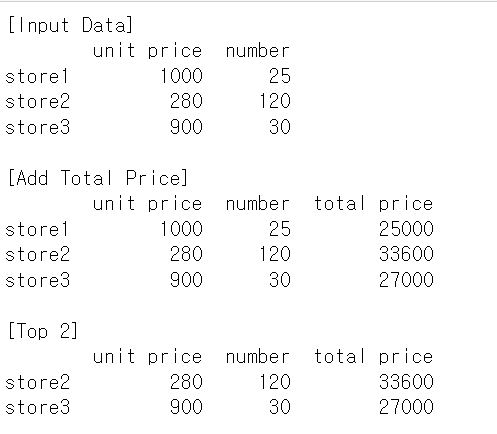 [Input Data]
        unit price  number
store1        1000      25
store2         280     120
store3         900      30
[Add Total Price]
        unit price  number  total price
store1        1000      25        25000
store2         280     120        33600
store3         900      30        27000
[Top 2]
        unit price  number  total price
store2         280     120        33600
store3         900      30        27000